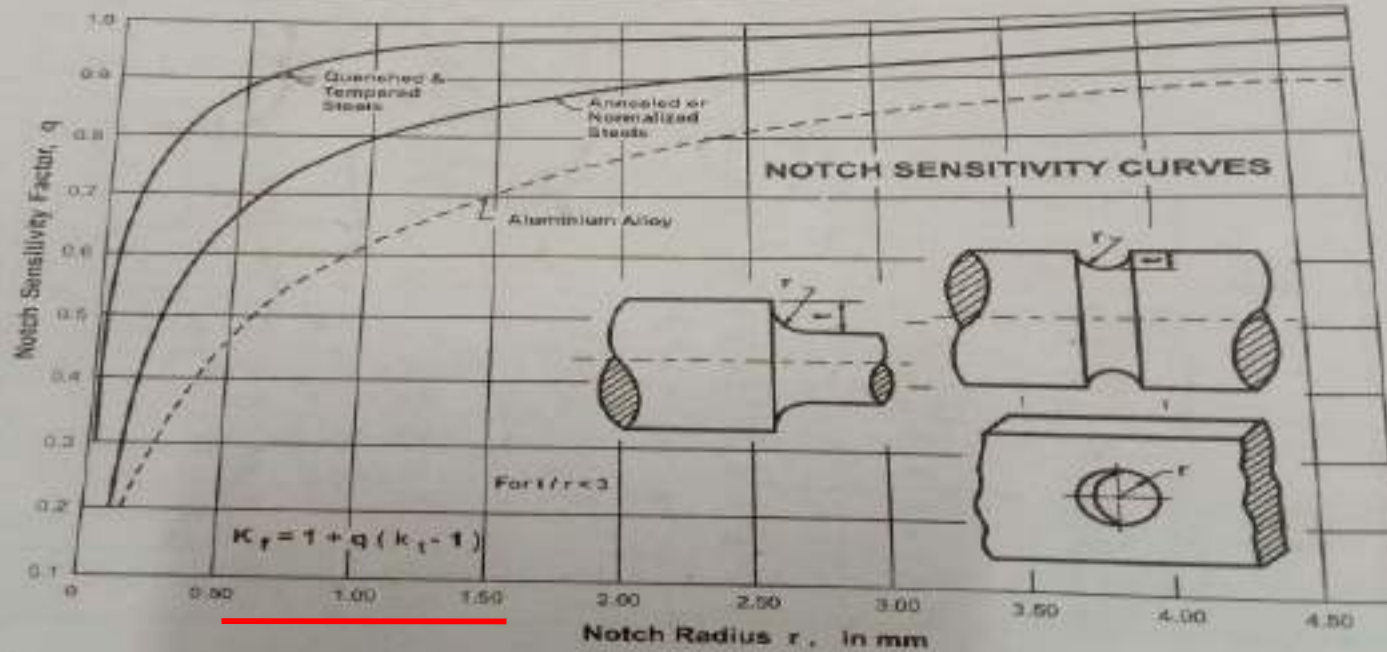 1.0
0.9
0.8
0.7
0.6
0.5
0.4
0.3
0.2
0.1
Notch Sensitivity Factor, q
Quenched &
Tempered
Steels
Annealed or
Normalized
Steels
NOTCH SENSITIVITY CURVES
Aluminium Alloy
r
t
r
t
r
For t / r < 3
K f = 1 + q ( k t - 1 )
0 0.50 1.00 1.50 2.00 2.50 3.00 3.50 4.00 4.50
Notch Radius r, in mm